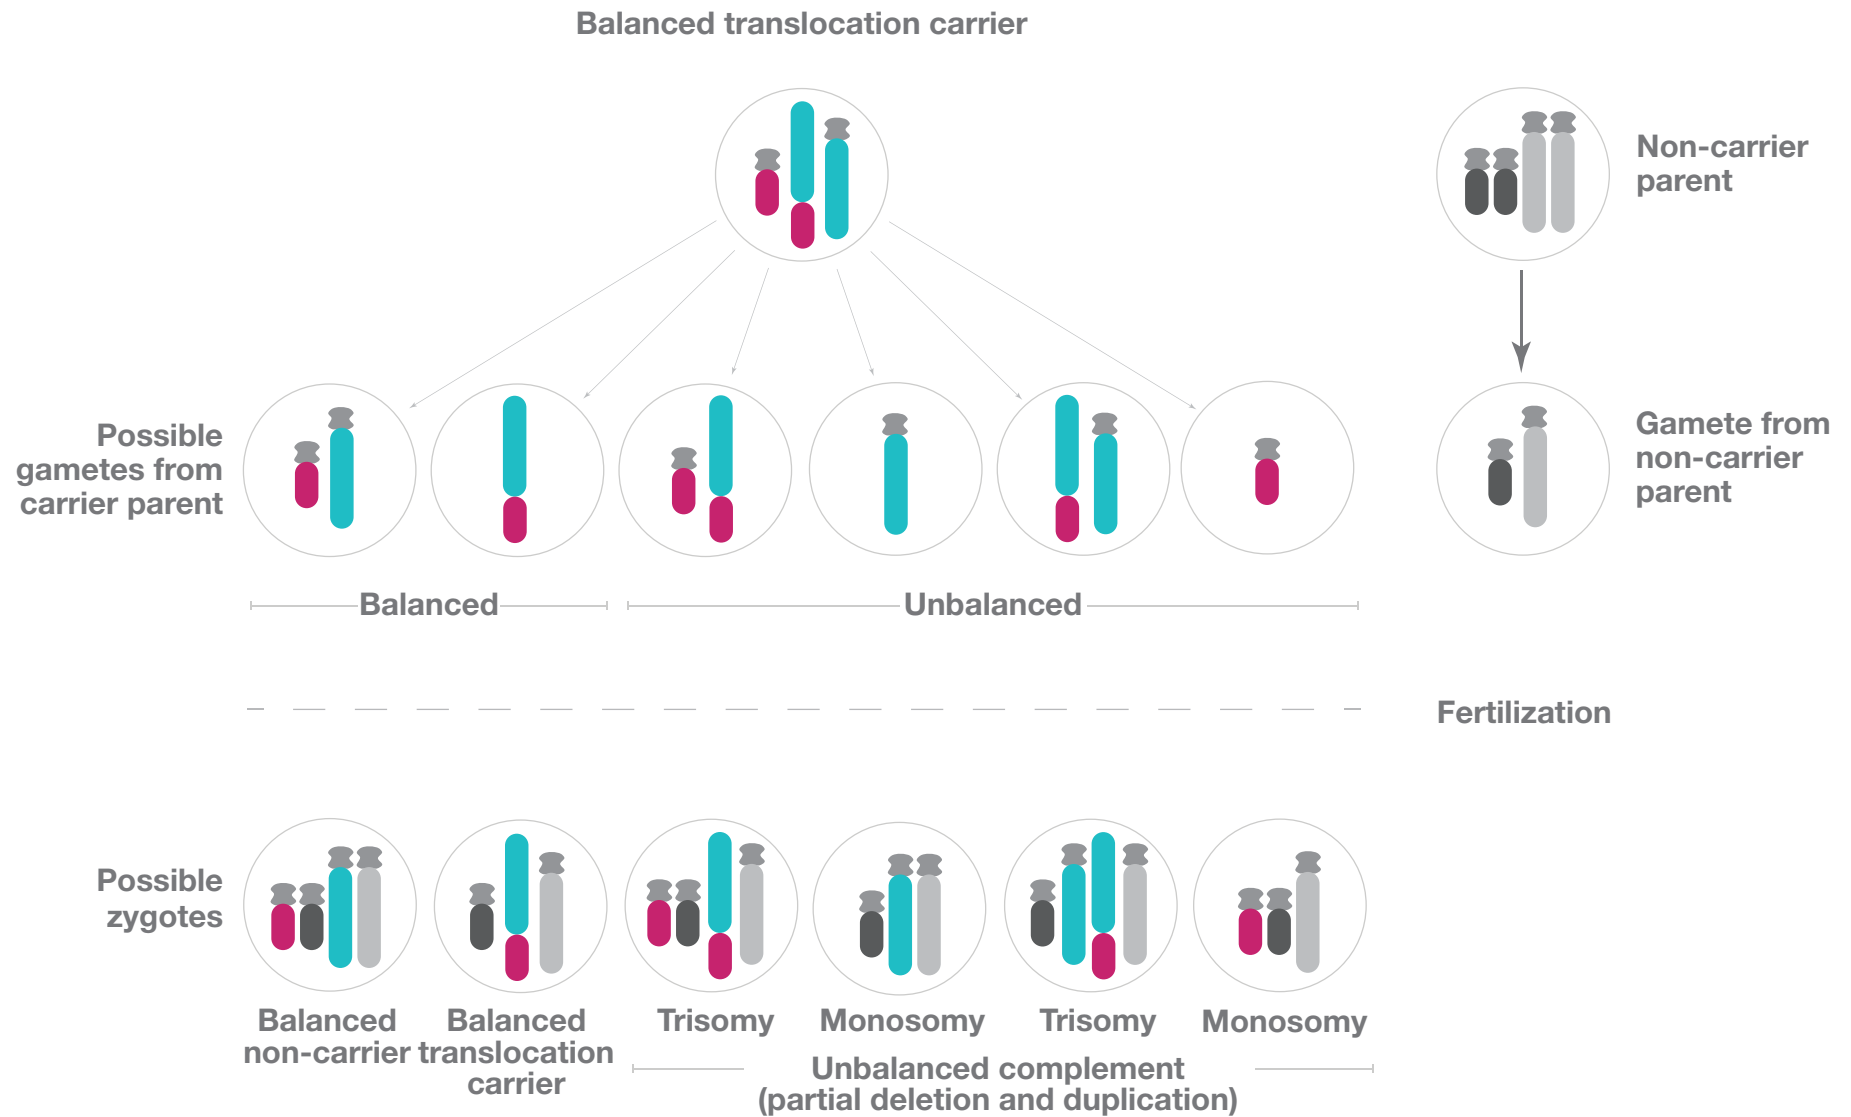 Balanced translocation carrier
Non-carrier
parent
Possible
gametes from
carrier parent
Gamete from
non-carrier
parent
Balanced
Unbalanced
Fertilization
Possible
zygotes
Balanced
non-carrier
Balanced
translocation
carrier
Trisomy
Monosomy
Trisomy
Monosomy
Unbalanced complement
(partial deletion and duplication)